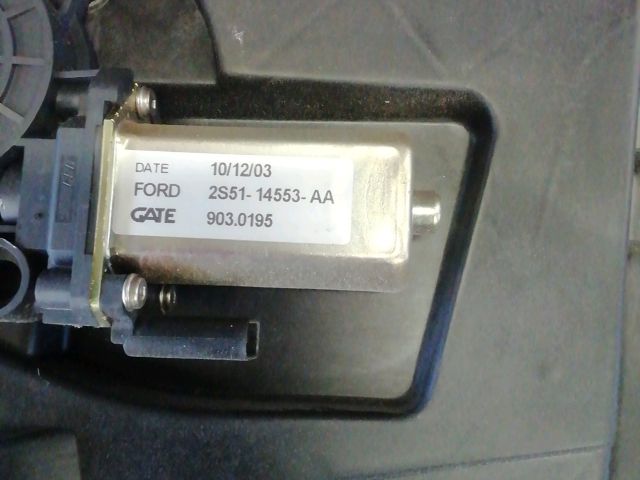 DATE 10/12/03
FORD 2S51-14553-AA
GATE 903.0195